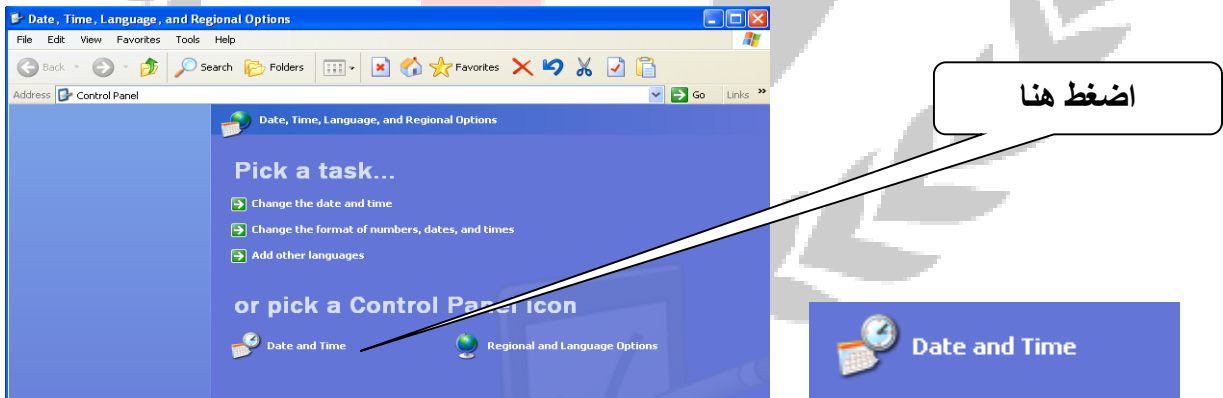 Date, Time, Language, and Regional Options
File Edit View Favorites Tools Help
Back Search Folders Favorites
Address Control Panel Go Links »
اضغط هنا
Date, Time, Language, and Regional Options
Pick a task...
Change the date and time
Change the format of numbers, dates, and times
Add other languages
or pick a Control Panel icon
Date and Time Regional and Language Options
Date and Time